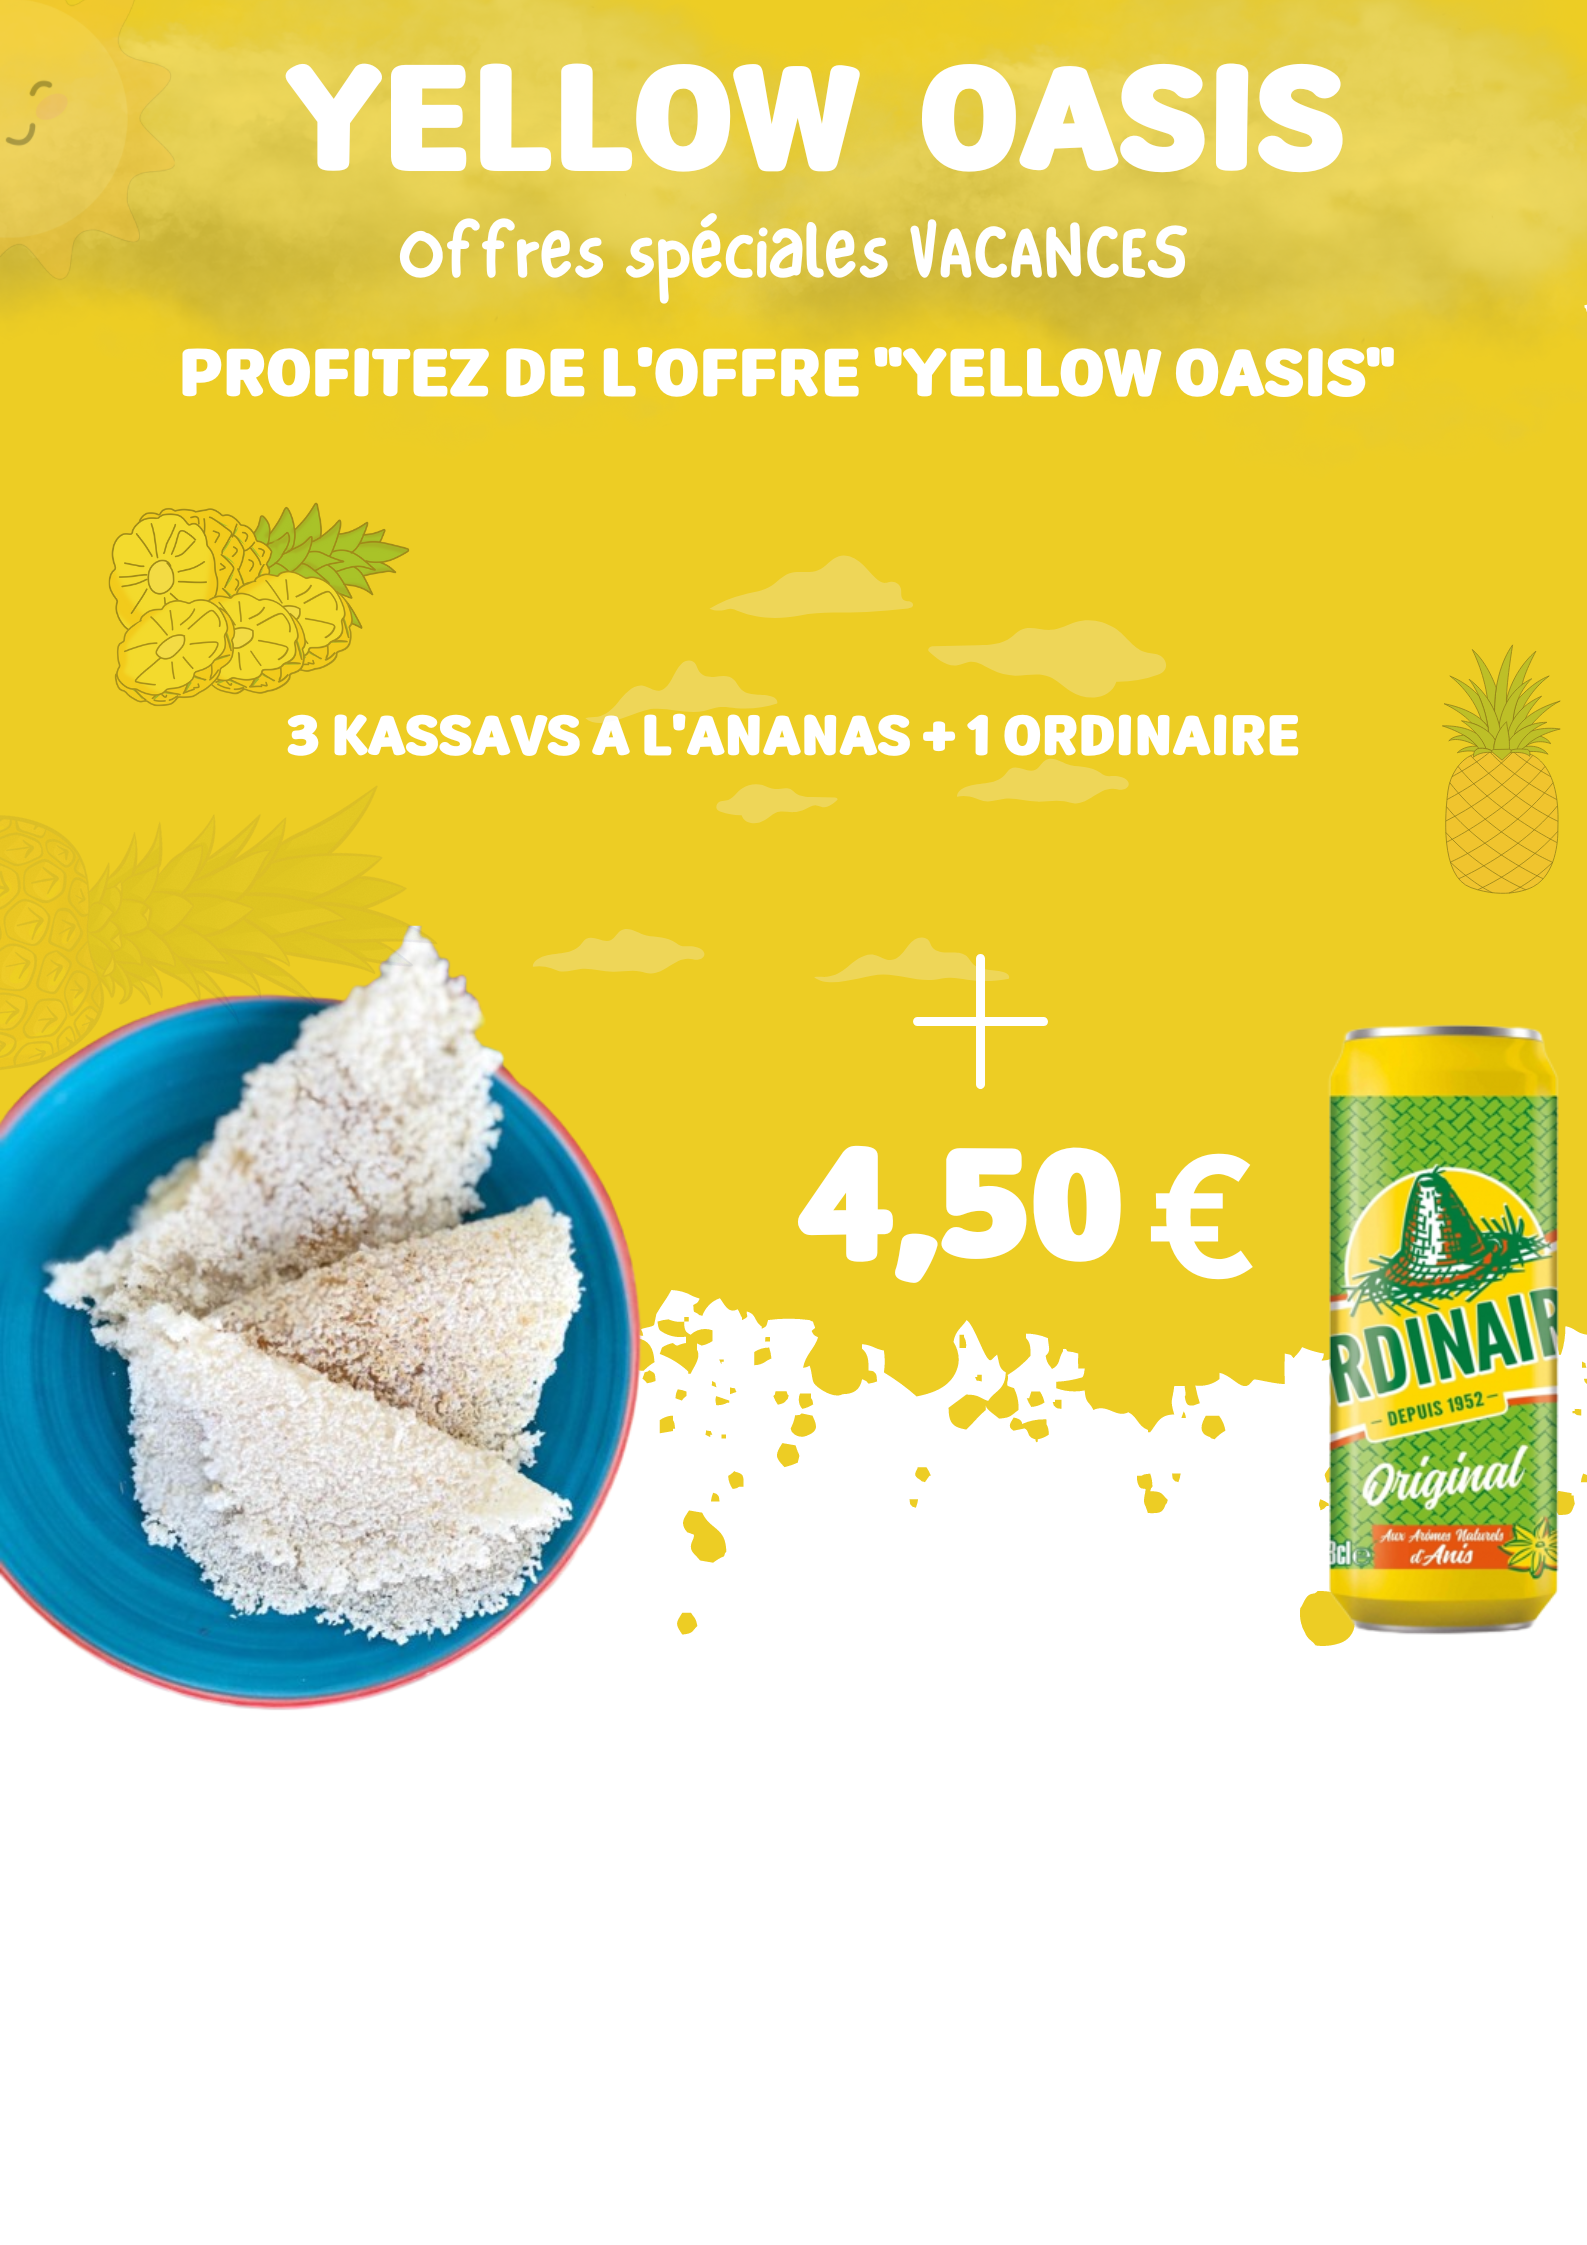 YELLOW OASIS
offres spéciales VACANCES
PROFITEZ DE L'OFFRE "YELLOW OASIS"
3 KASSAVS A L'ANANAS + 1 ORDINAIRE
+
4,50 €
RDINAIR
- DEPUIS 1952 -
Original
Aux Arômes Naturels
d'Anis
3cl e